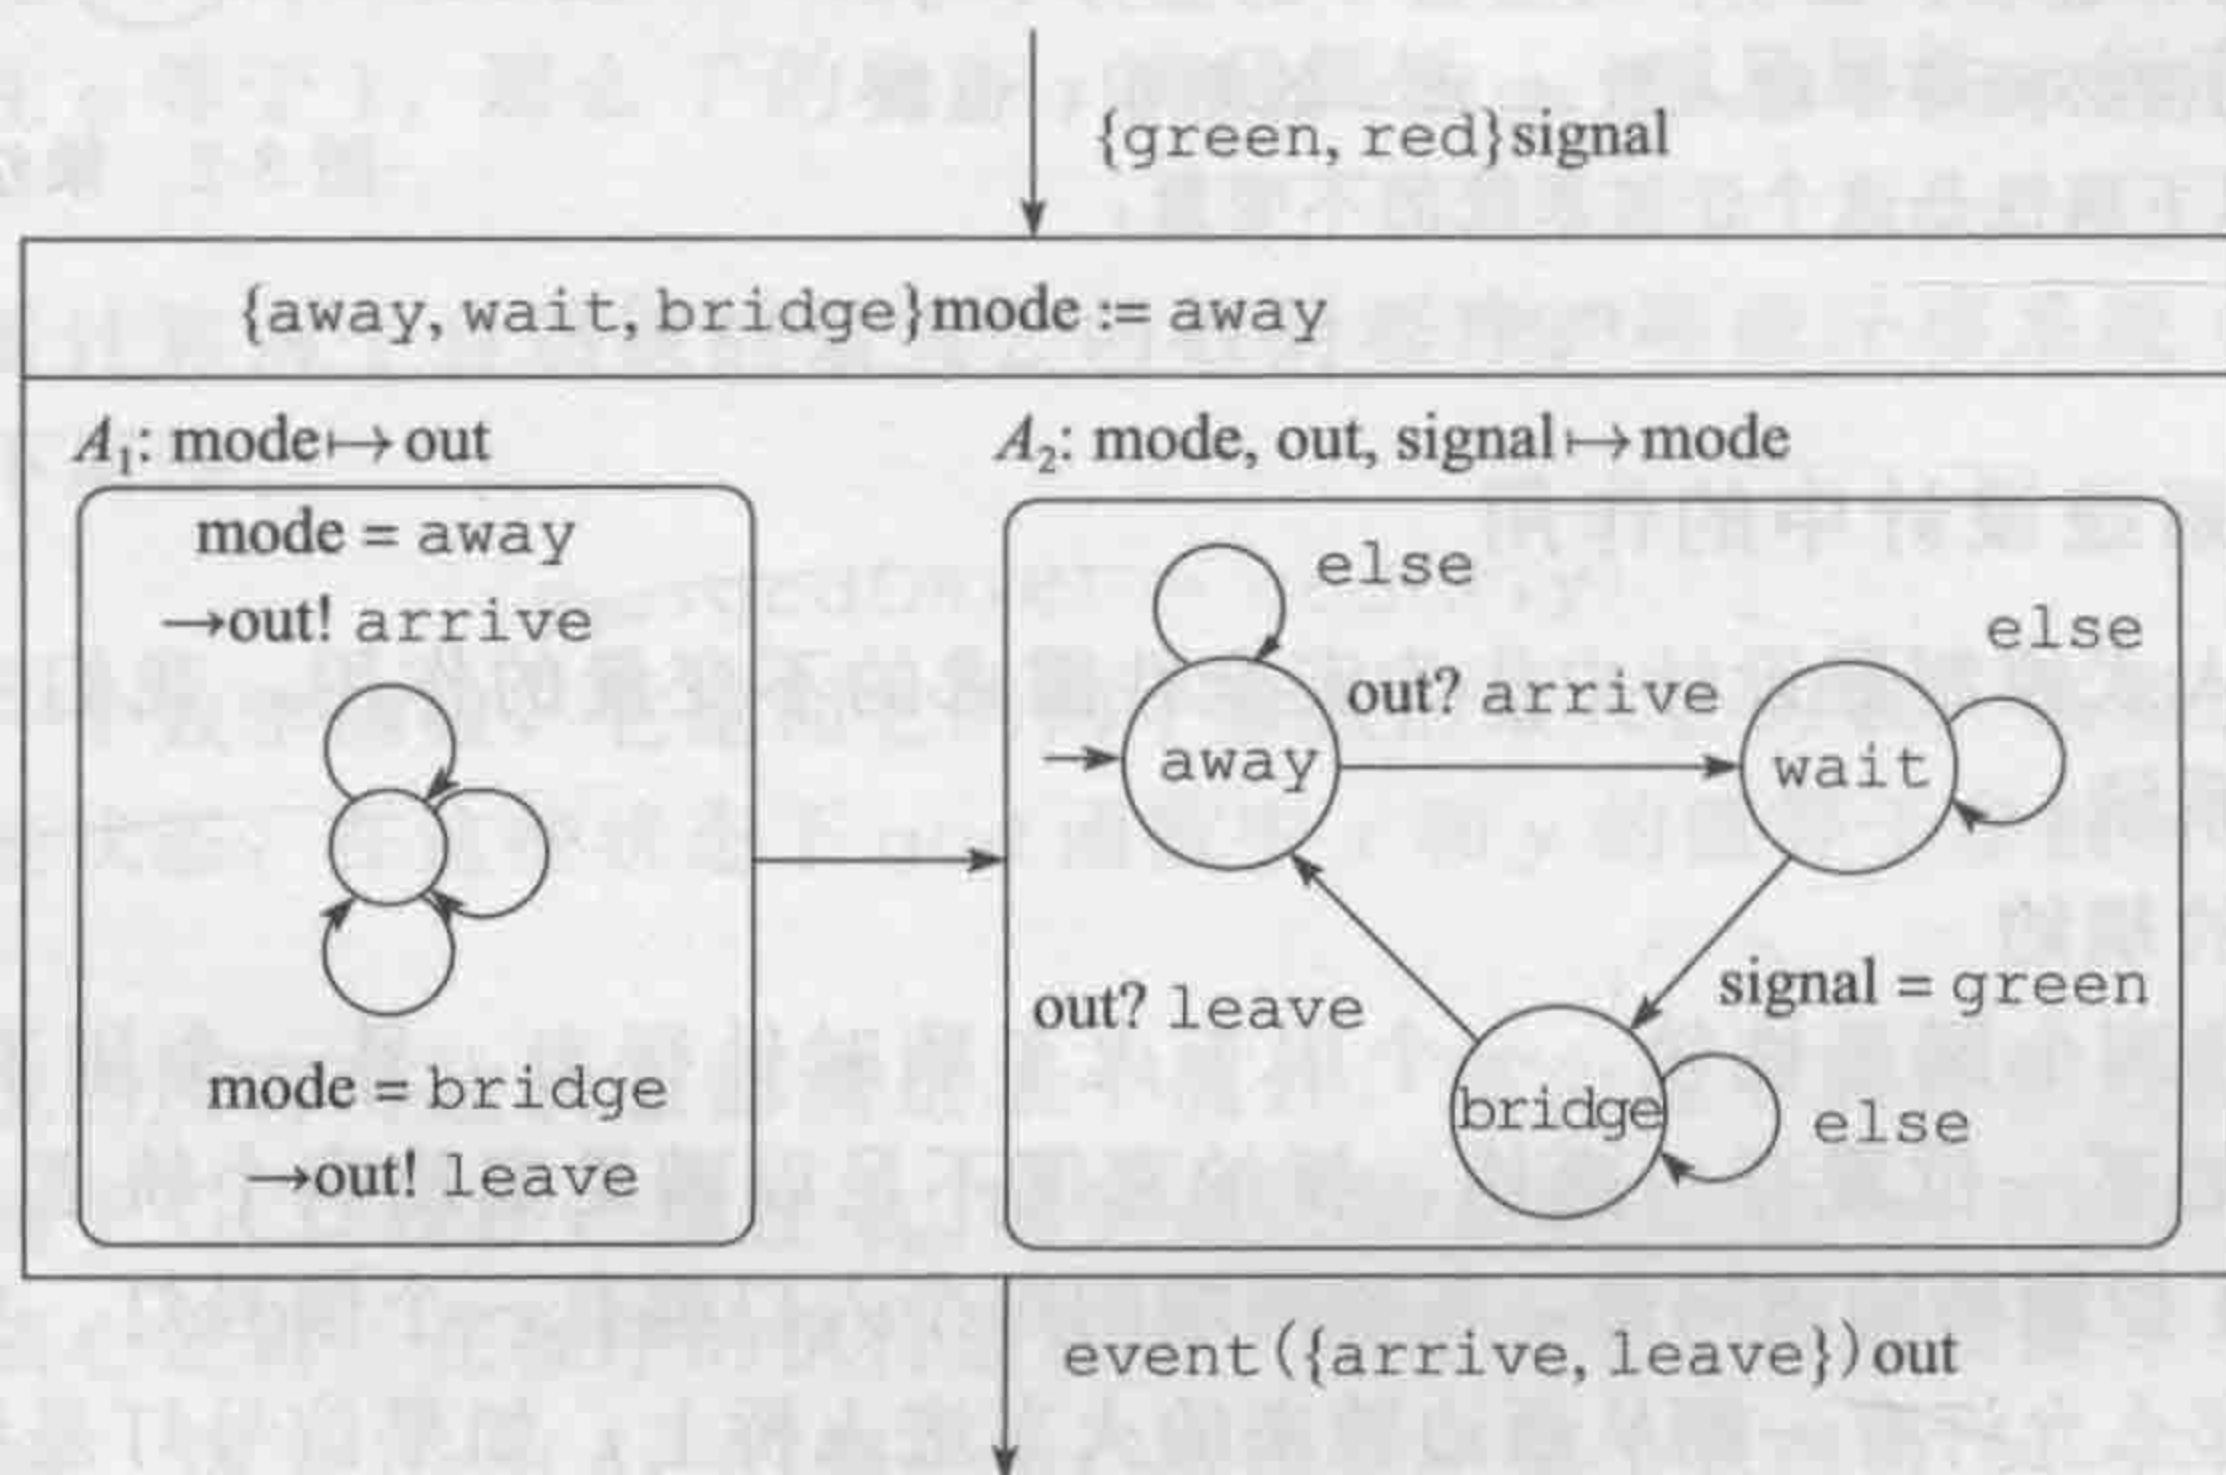 {green, red}signal
{away, wait, bridge}mode := away
A₁: mode↦out
A₂: mode, out, signal↦mode
mode = away
→out! arrive
mode = bridge
→out! leave
else
out? arrive
else
away
wait
out? leave
signal = green
bridge
else
event({arrive, leave})out